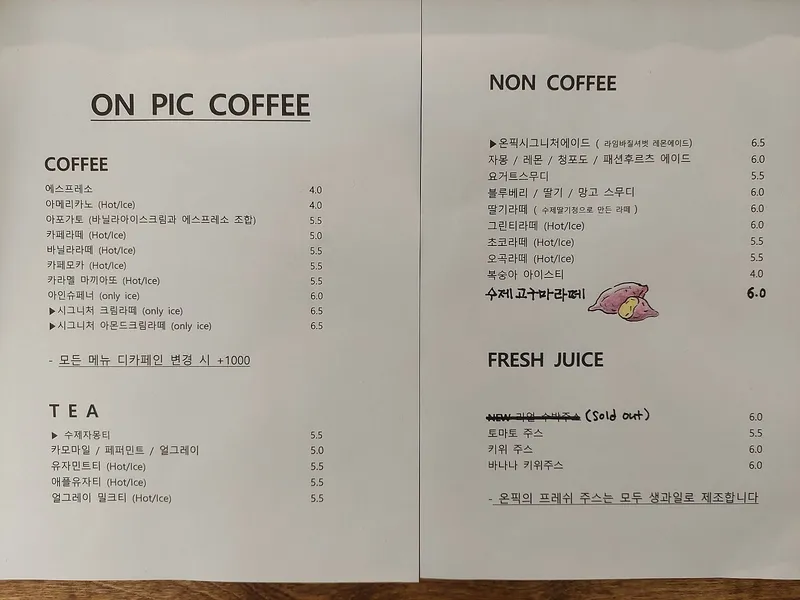 ON PIC COFFEE
COFFEE
에스프레소 4.0
아메리카노 (Hot/Ice) 4.0
아포가토 (바닐라아이스크림과 에스프레소 조합) 5.5
카페라떼 (Hot/Ice) 5.0
바닐라라떼 (Hot/Ice) 5.5
카페모카 (Hot/Ice) 5.5
카라멜 마끼아또 (Hot/Ice) 5.5
아인슈페너 (only ice) 6.0
▶시그니처 크림라떼 (only ice) 6.5
▶시그니처 아몬드크림라떼 (only ice) 6.5
- 모든 메뉴 디카페인 변경 시 +1000
T E A
▶ 수제자몽티 5.5
카모마일 / 페퍼민트 / 얼그레이 5.0
유자민트티 (Hot/Ice) 5.5
애플유자티 (Hot/Ice) 5.5
얼그레이 밀크티 (Hot/Ice) 5.5
NON COFFEE
▶온픽시그니처에이드 ( 라임바질셔벳 레몬에이드) 6.5
자몽 / 레몬 / 청포도 / 패션후르츠 에이드 6.0
요거트스무디 5.5
블루베리 / 딸기 / 망고 스무디 6.0
딸기라떼 ( 수제딸기청으로 만든 라떼 ) 6.0
그린티라떼 (Hot/Ice) 6.0
초코라떼 (Hot/Ice) 5.5
오곡라떼 (Hot/Ice) 5.5
복숭아 아이스티 4.0
수제고구마라떼 6.0
FRESH JUICE
NEW 리얼 수박주스 (Sold out) 6.0
토마토 주스 5.5
키위 주스 6.0
바나나 키위주스 6.0
- 온픽의 프레쉬 주스는 모두 생과일로 제조합니다